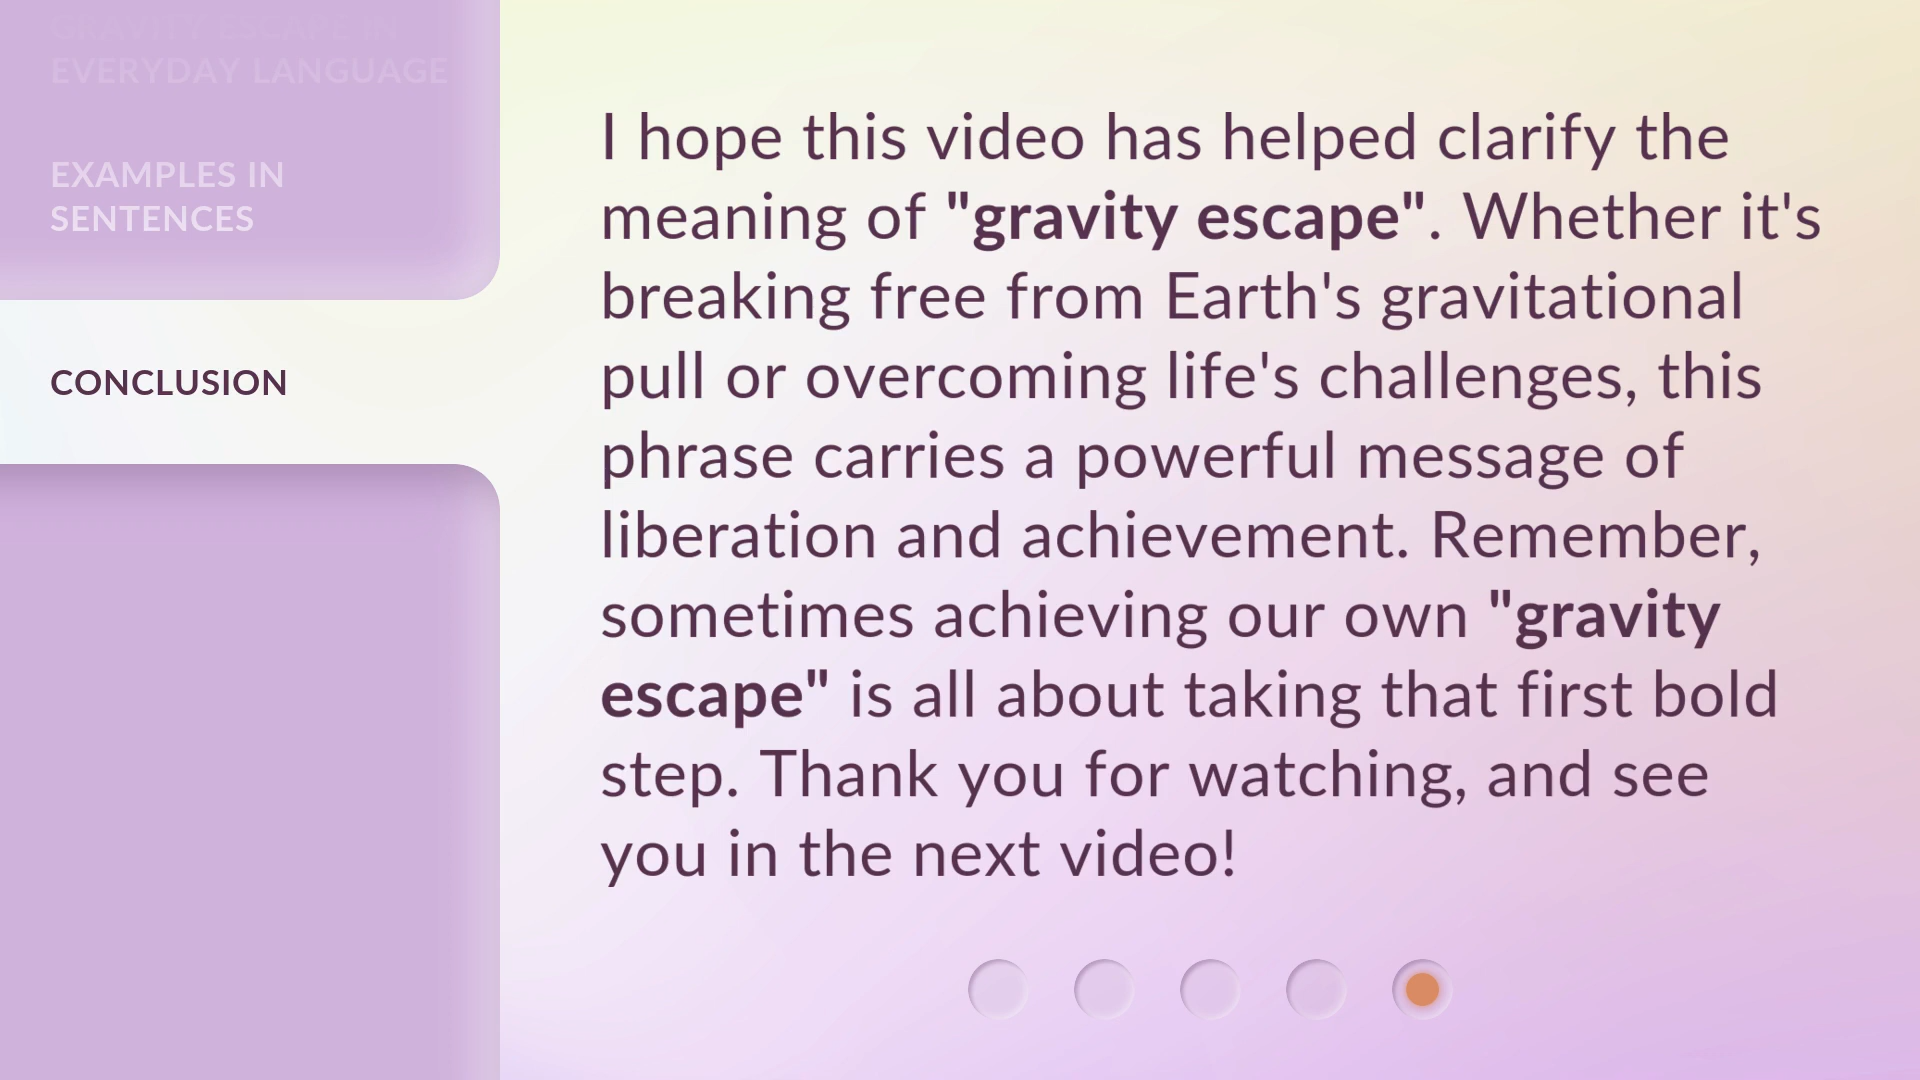 GRAVITY ESCAPE IN
EVERYDAY LANGUAGE
EXAMPLES IN
SENTENCES
CONCLUSION
I hope this video has helped clarify the
meaning of "gravity escape". Whether it's
breaking free from Earth's gravitational
pull or overcoming life's challenges, this
phrase carries a powerful message of
liberation and achievement. Remember,
sometimes achieving our own "gravity
escape" is all about taking that first bold
step. Thank you for watching, and see
you in the next video!